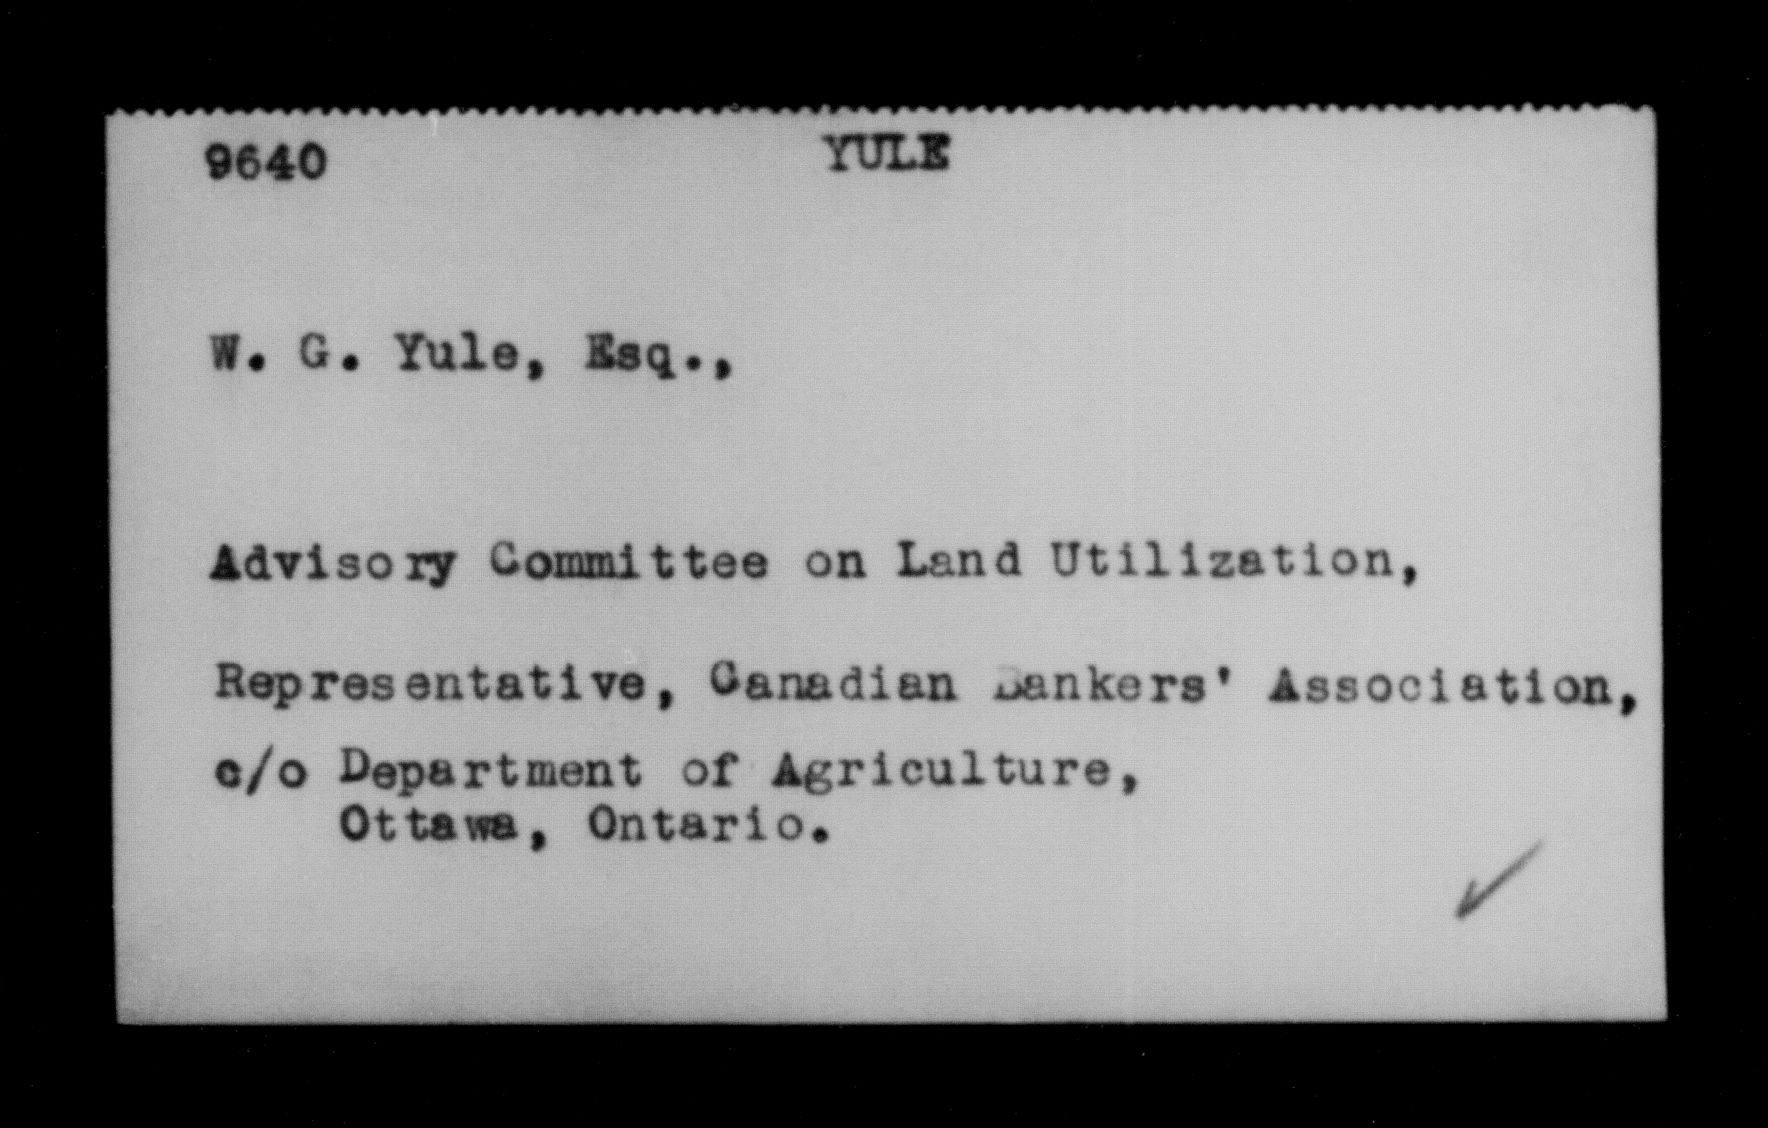 9640 YULE
W. G. Yule, Esq.,
Advisory Committee on Land Utilization,
Representative, Canadian Bankers' Association,
c/o Department of Agriculture,
Ottawa, Ontario.